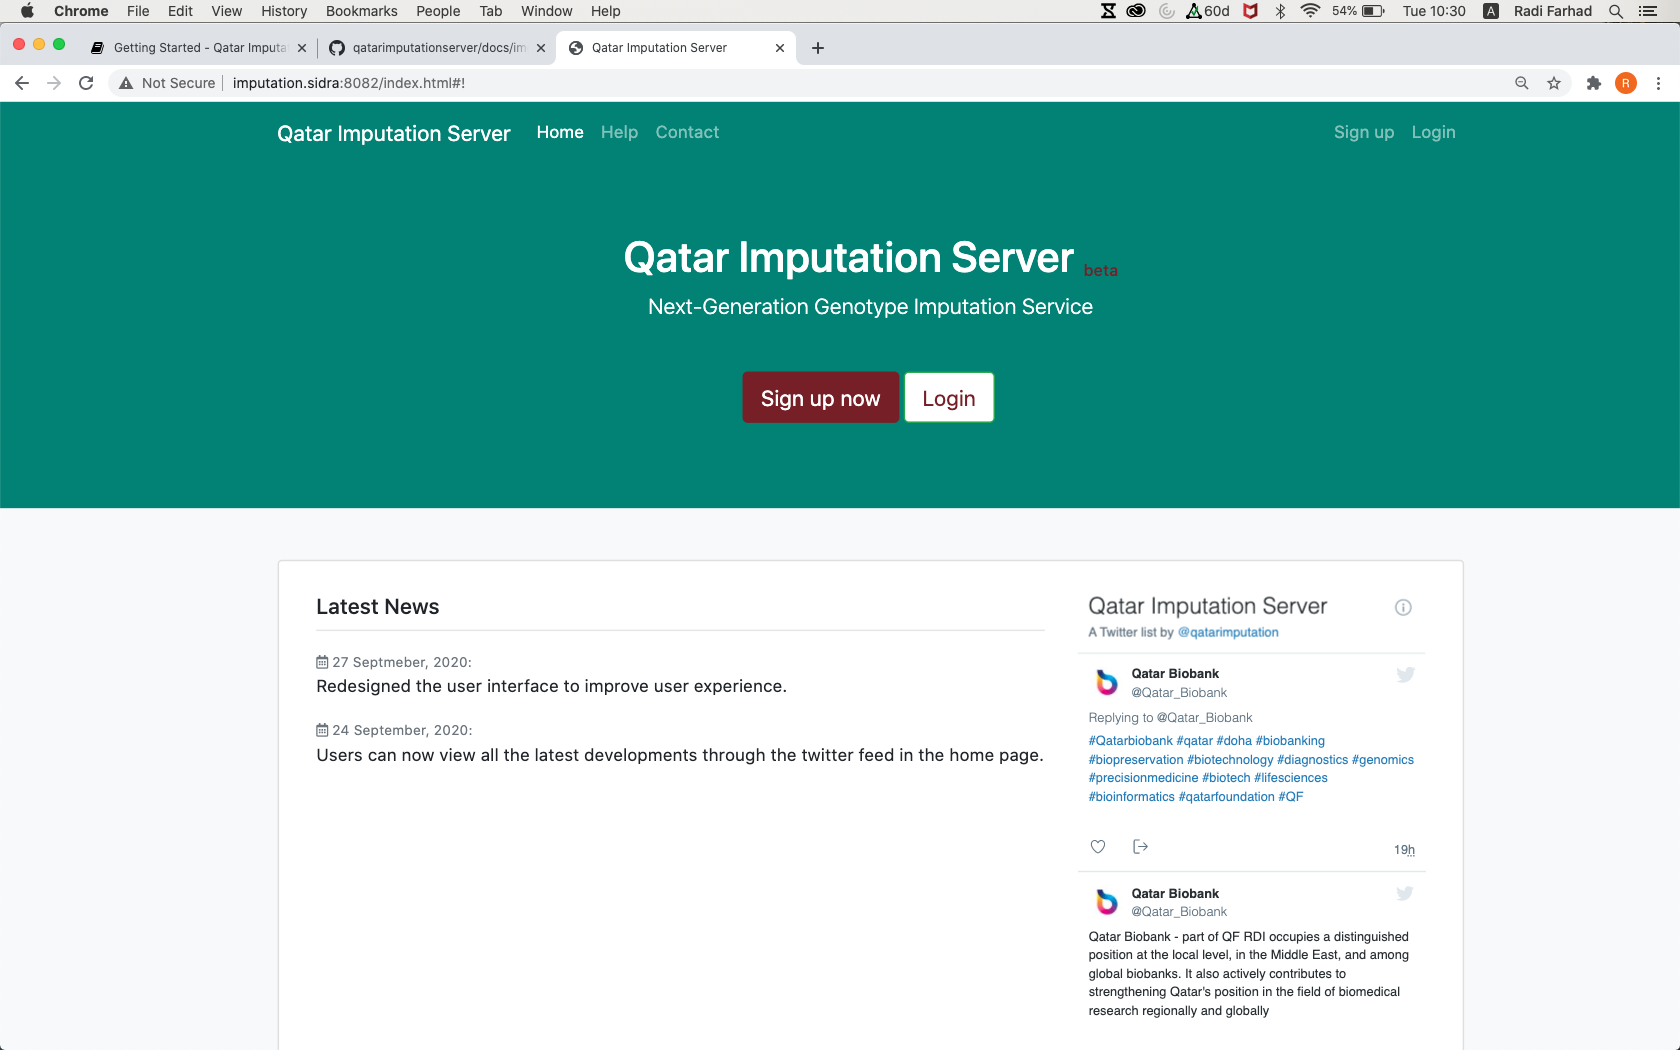 Chrome File Edit View History Bookmarks People Tab Window Help 60d 54% Tue 10:30 A Radi Farhad
Getting Started - Qatar Imputa qatarimputationserver/docs/im Qatar Imputation Server
Not Secure imputation.sidra:8082/index.html#! R
Qatar Imputation Server Home Help Contact Sign up Login
Qatar Imputation Server beta
Next-Generation Genotype Imputation Service
Sign up now Login
Latest News
27 Septmeber, 2020:
Redesigned the user interface to improve user experience.
24 September, 2020:
Users can now view all the latest developments through the twitter feed in the home page.
Qatar Imputation Server
A Twitter list by @qatarimputation
Qatar Biobank
@Qatar_Biobank
Replying to @Qatar_Biobank
#Qatarbiobank #qatar #doha #biobanking
#biopreservation #biotechnology #diagnostics #genomics
#precisionmedicine #biotech #lifesciences
#bioinformatics #qatarfoundation #QF
19h
Qatar Biobank
@Qatar_Biobank
Qatar Biobank - part of QF RDI occupies a distinguished
position at the local level, in the Middle East, and among
global biobanks. It also actively contributes to
strengthening Qatar's position in the field of biomedical
research regionally and globally